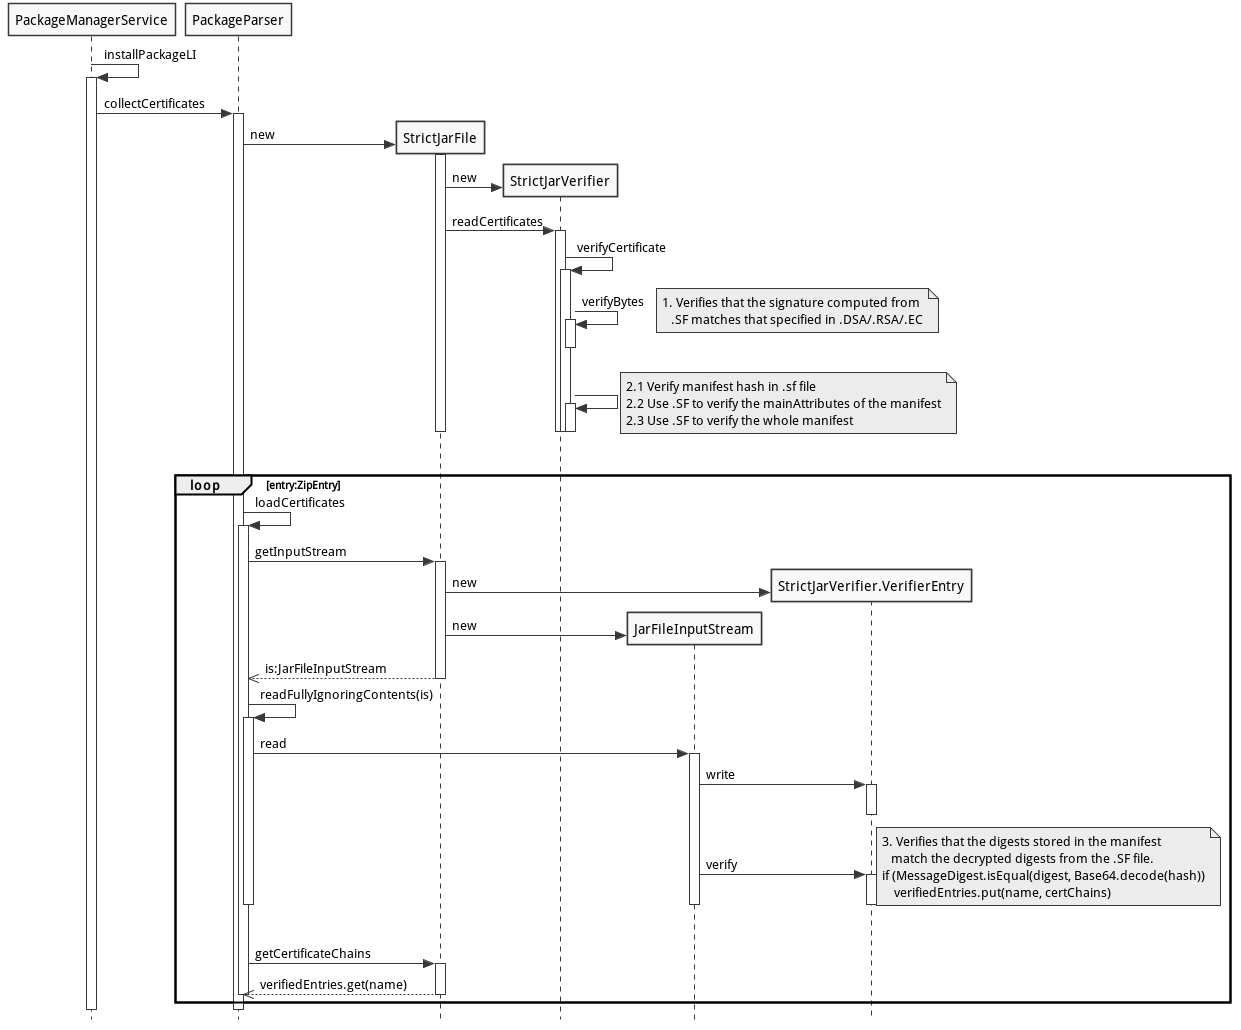 PackageManagerService
PackageParser
installPackageLI
collectCertificates
new
StrictJarFile
new
StrictJarVerifier
readCertificates
verifyCertificate
verifyBytes
1. Verifies that the signature computed from
.SF matches that specified in .DSA/.RSA/.EC
2.1 Verify manifest hash in .sf file
2.2 Use .SF to verify the mainAttributes of the manifest
2.3 Use .SF to verify the whole manifest
loop
[entry:ZipEntry]
loadCertificates
getInputStream
new
StrictJarVerifier.VerifierEntry
new
JarFileInputStream
is:JarFileInputStream
readFullyIgnoringContents(is)
read
write
3. Verifies that the digests stored in the manifest
match the decrypted digests from the .SF file.
if (MessageDigest.isEqual(digest, Base64.decode(hash))
verifiedEntries.put(name, certChains)
verify
getCertificateChains
verifiedEntries.get(name)